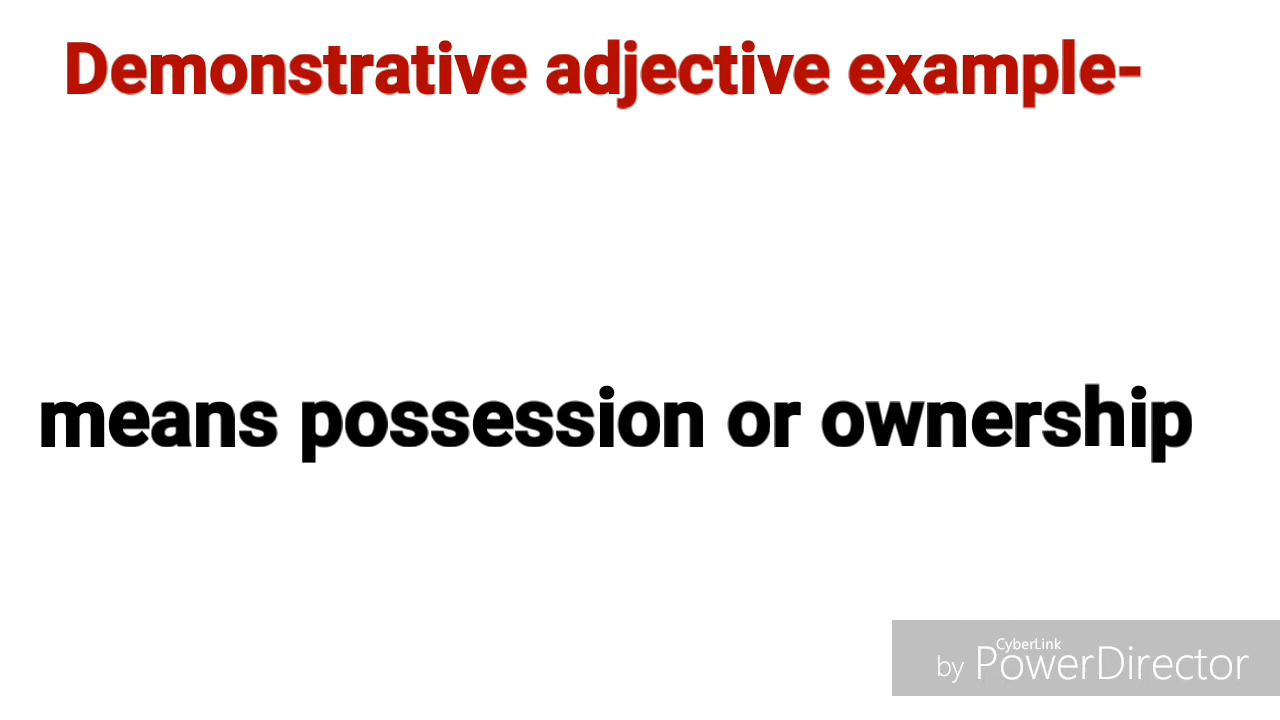 Demonstrative adjective example-
means possession or ownership
CyberLink
by PowerDirector